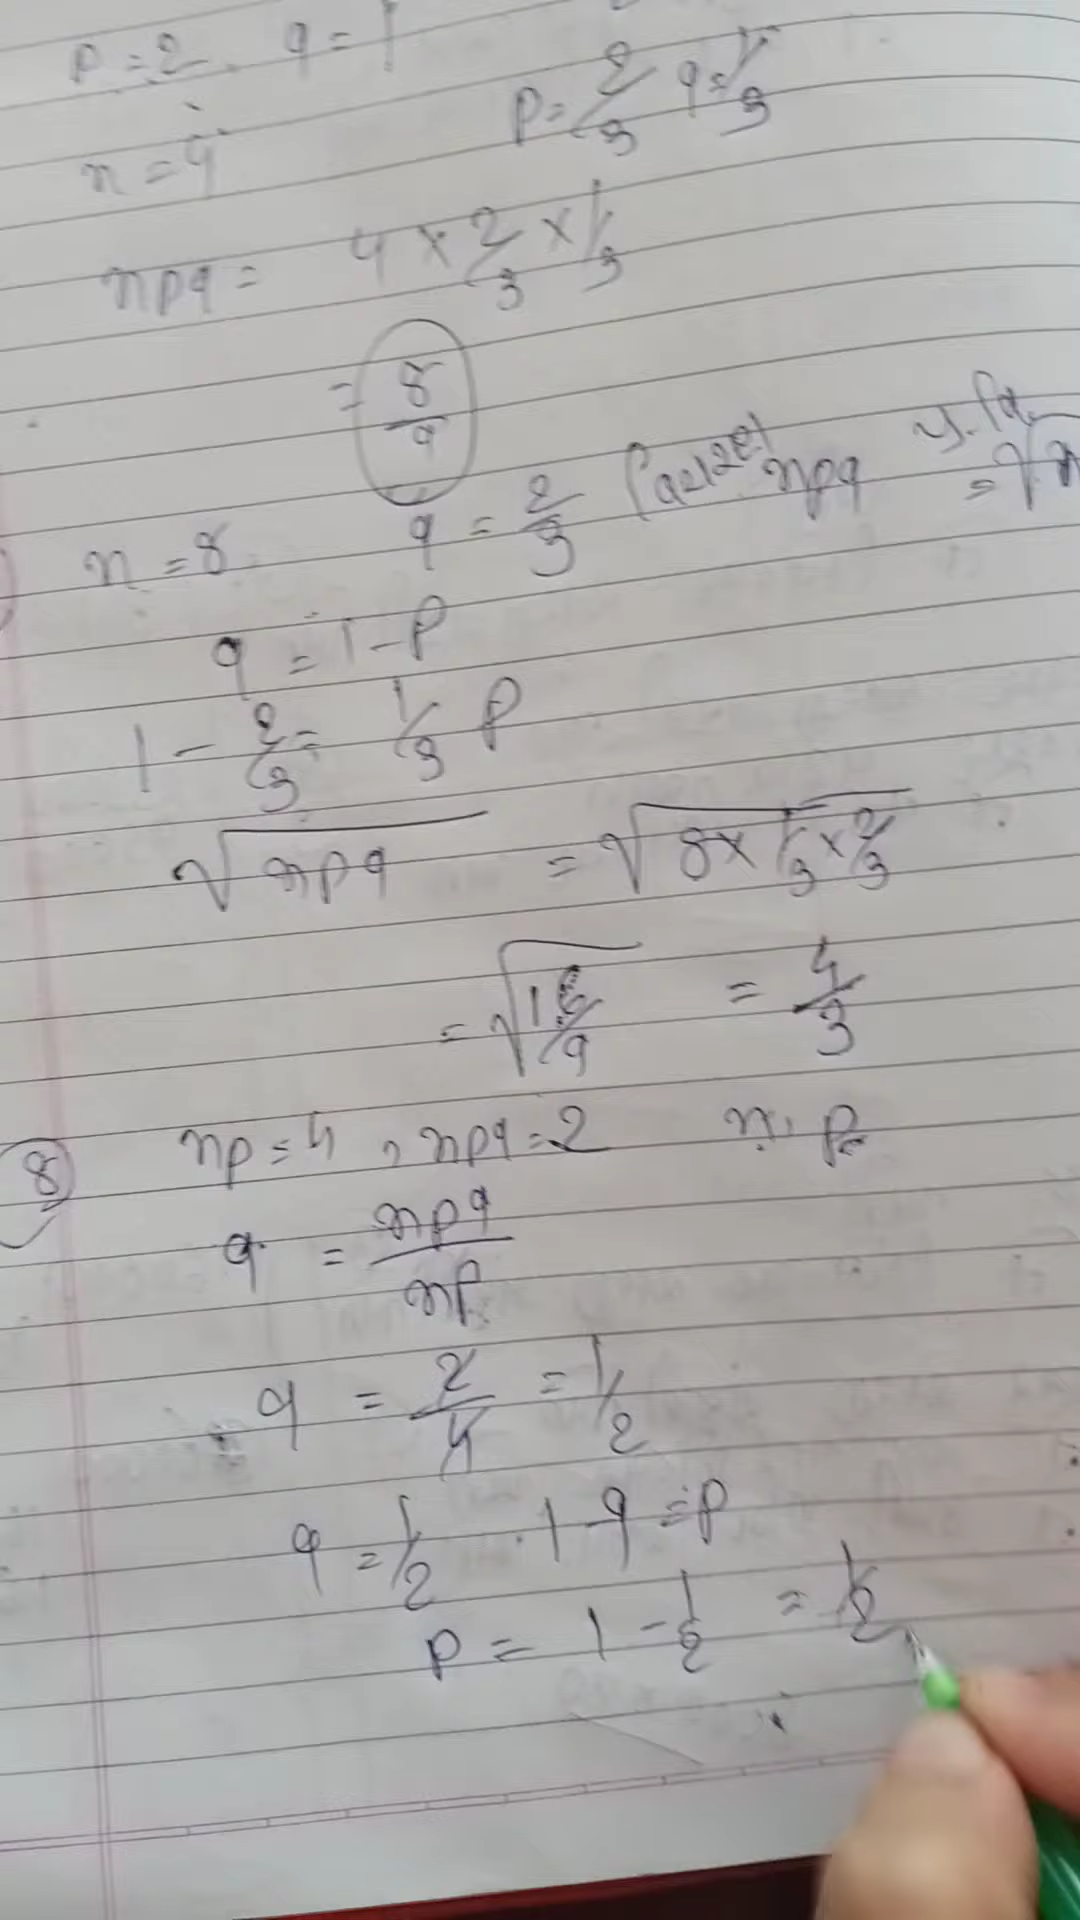 P = 2 q = 1
P = 2/3 q = 1/3
n = 4
npq = 4 × 2/3 × 1/3
= 8/9
n = 8 q = 2/3 npq = √n
q = 1 - P
1 - 2/3 = 1/3 P
√npq = √8 × 1/3 × 2/3
= √16/9 = 4/3
8 np = 4 , npq = 2 n, p
q = npq/np
q = 2/4 = 1/2
q = 1/2 . 1 - q = P
P = 1 - 1/2 = 1/2